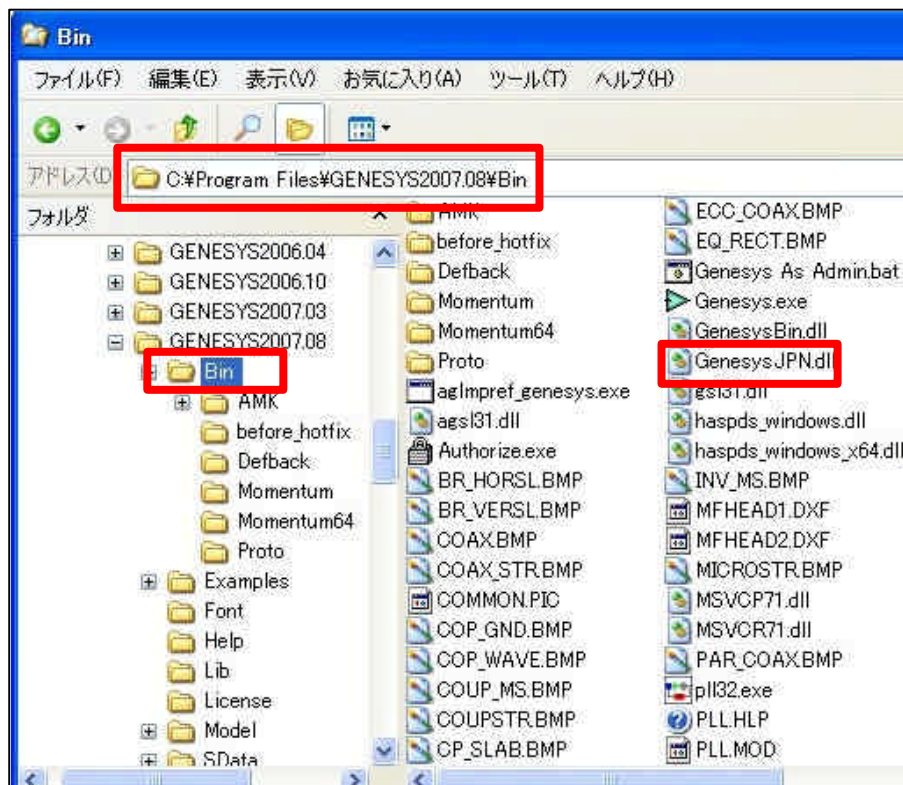 Bin
ファイル(F) 編集(E) 表示(V) お気に入り(A) ツール(T) ヘルプ(H)
アドレス(D) C:¥Program Files¥GENESYS2007.08¥Bin
フォルダ
GENESYS2006.04
GENESYS2006.10
GENESYS2007.03
GENESYS2007.08
Bin
AMK
before_hotfix
Defback
Momentum
Momentum64
Proto
Examples
Font
Help
Lib
License
Model
SData
AMK
before_hotfix
Defback
Momentum
Momentum64
Proto
agImpref_genesys.exe
agsl31.dll
Authorize.exe
BR_HORSL.BMP
BR_VERSL.BMP
COAX.BMP
COAX_STR.BMP
COMMON.PIC
COP_GND.BMP
COP_WAVE.BMP
COUP_MS.BMP
COUPSTR.BMP
CP_SLAB.BMP
ECC_COAX.BMP
EQ_RECT.BMP
Genesys As Admin.bat
Genesys.exe
GenesysBin.dll
GenesysJPN.dll
gsl31.dll
haspds_windows.dll
haspds_windows_x64.dll
INV_MS.BMP
MFHEAD1.DXF
MFHEAD2.DXF
MICROSTR.BMP
MSVCP71.dll
MSVCR71.dll
PAR_COAX.BMP
pll32.exe
PLL.HLP
PLL.MOD